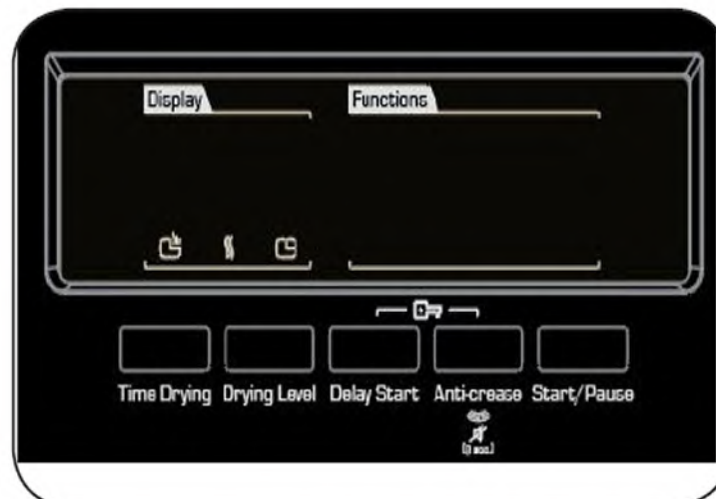 Display Functions
Time Drying Drying Level Delay Start Anti-crease Start/Pause